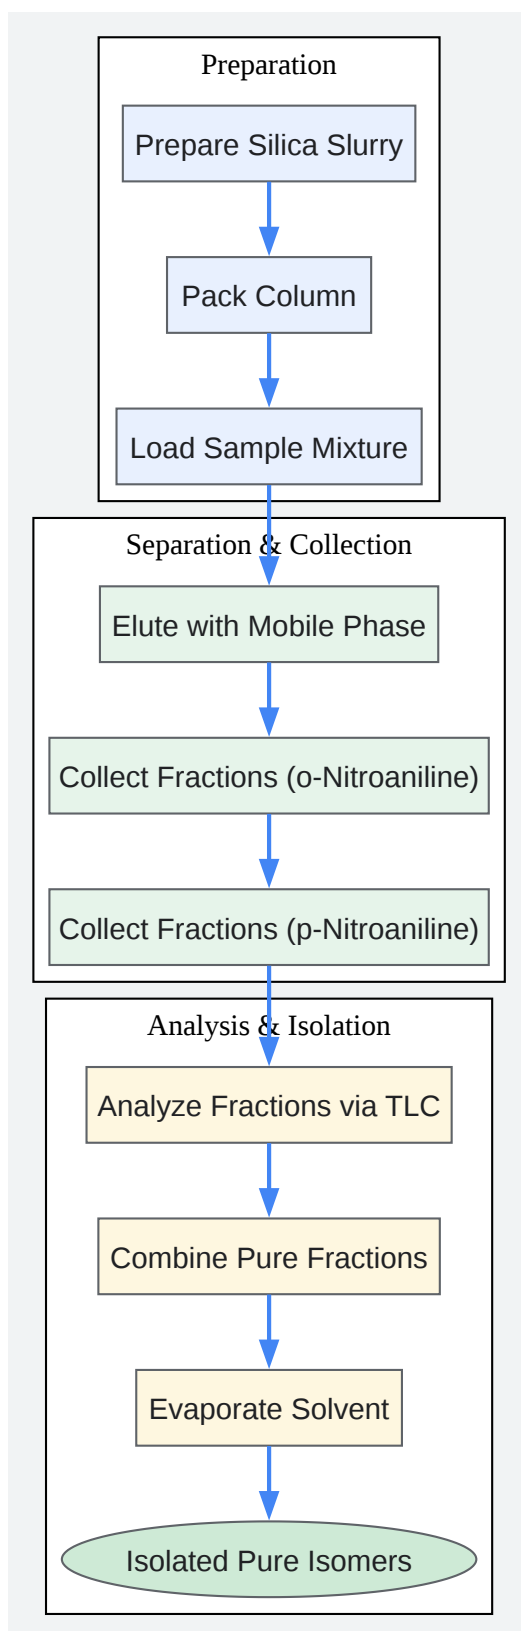 Preparation
Prepare Silica Slurry
Pack Column
Load Sample Mixture
Separation & Collection
Elute with Mobile Phase
Collect Fractions (o-Nitroaniline)
Collect Fractions (p-Nitroaniline)
Analysis & Isolation
Analyze Fractions via TLC
Combine Pure Fractions
Evaporate Solvent
Isolated Pure Isomers